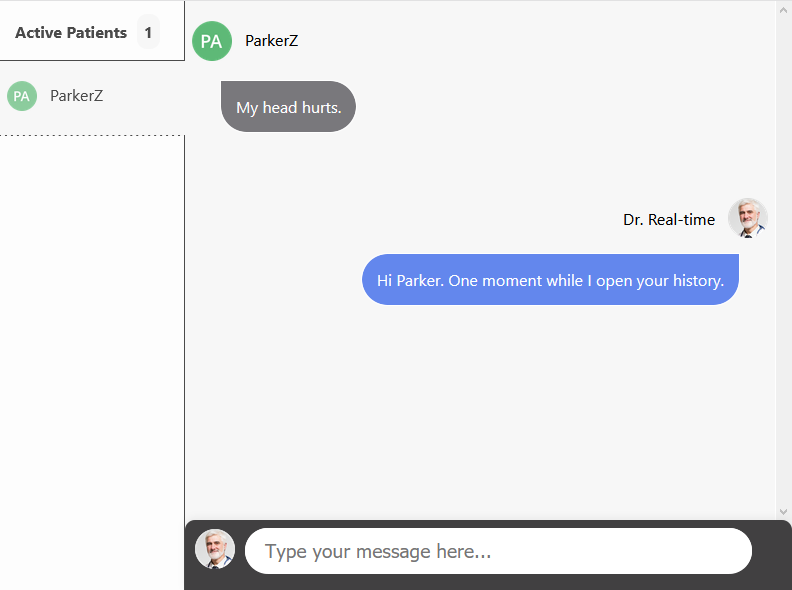 Active Patients 1
PA ParkerZ
PA ParkerZ
My head hurts.
Dr. Real-time
Hi Parker. One moment while I open your history.
Type your message here...